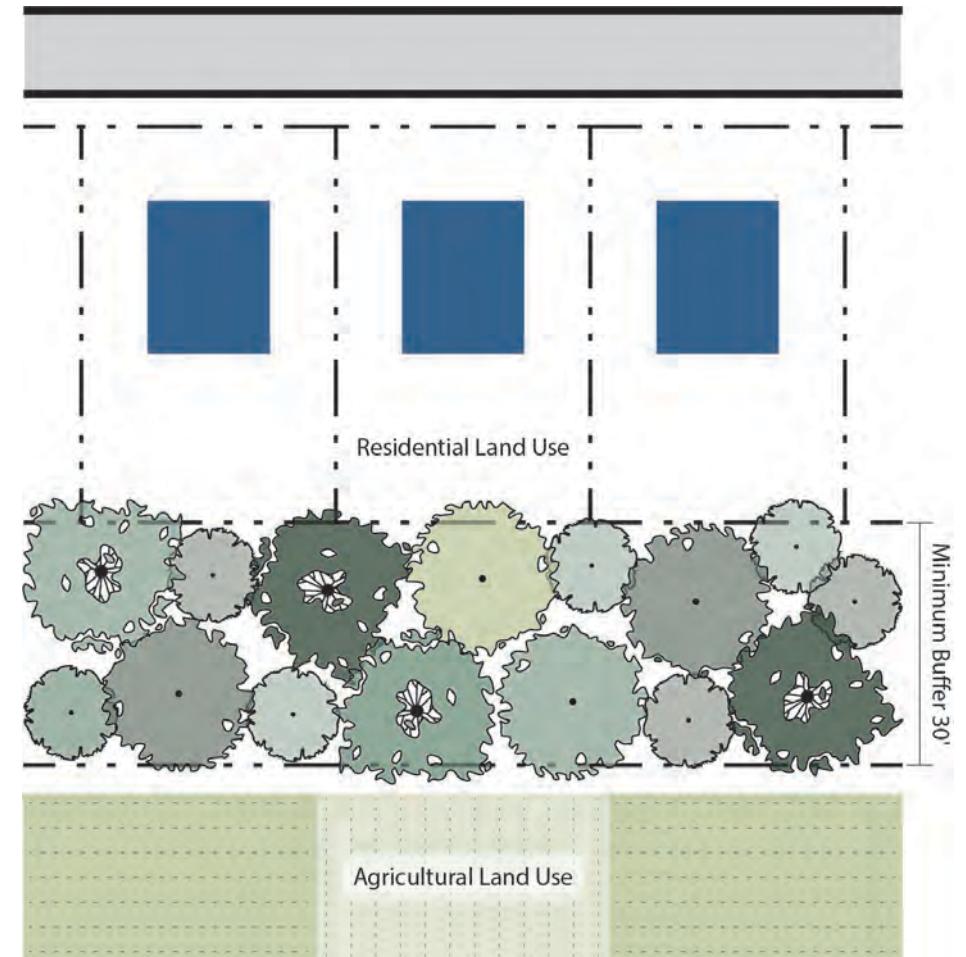 Residential Land Use
Minimum Buffer 30'
Agricultural Land Use